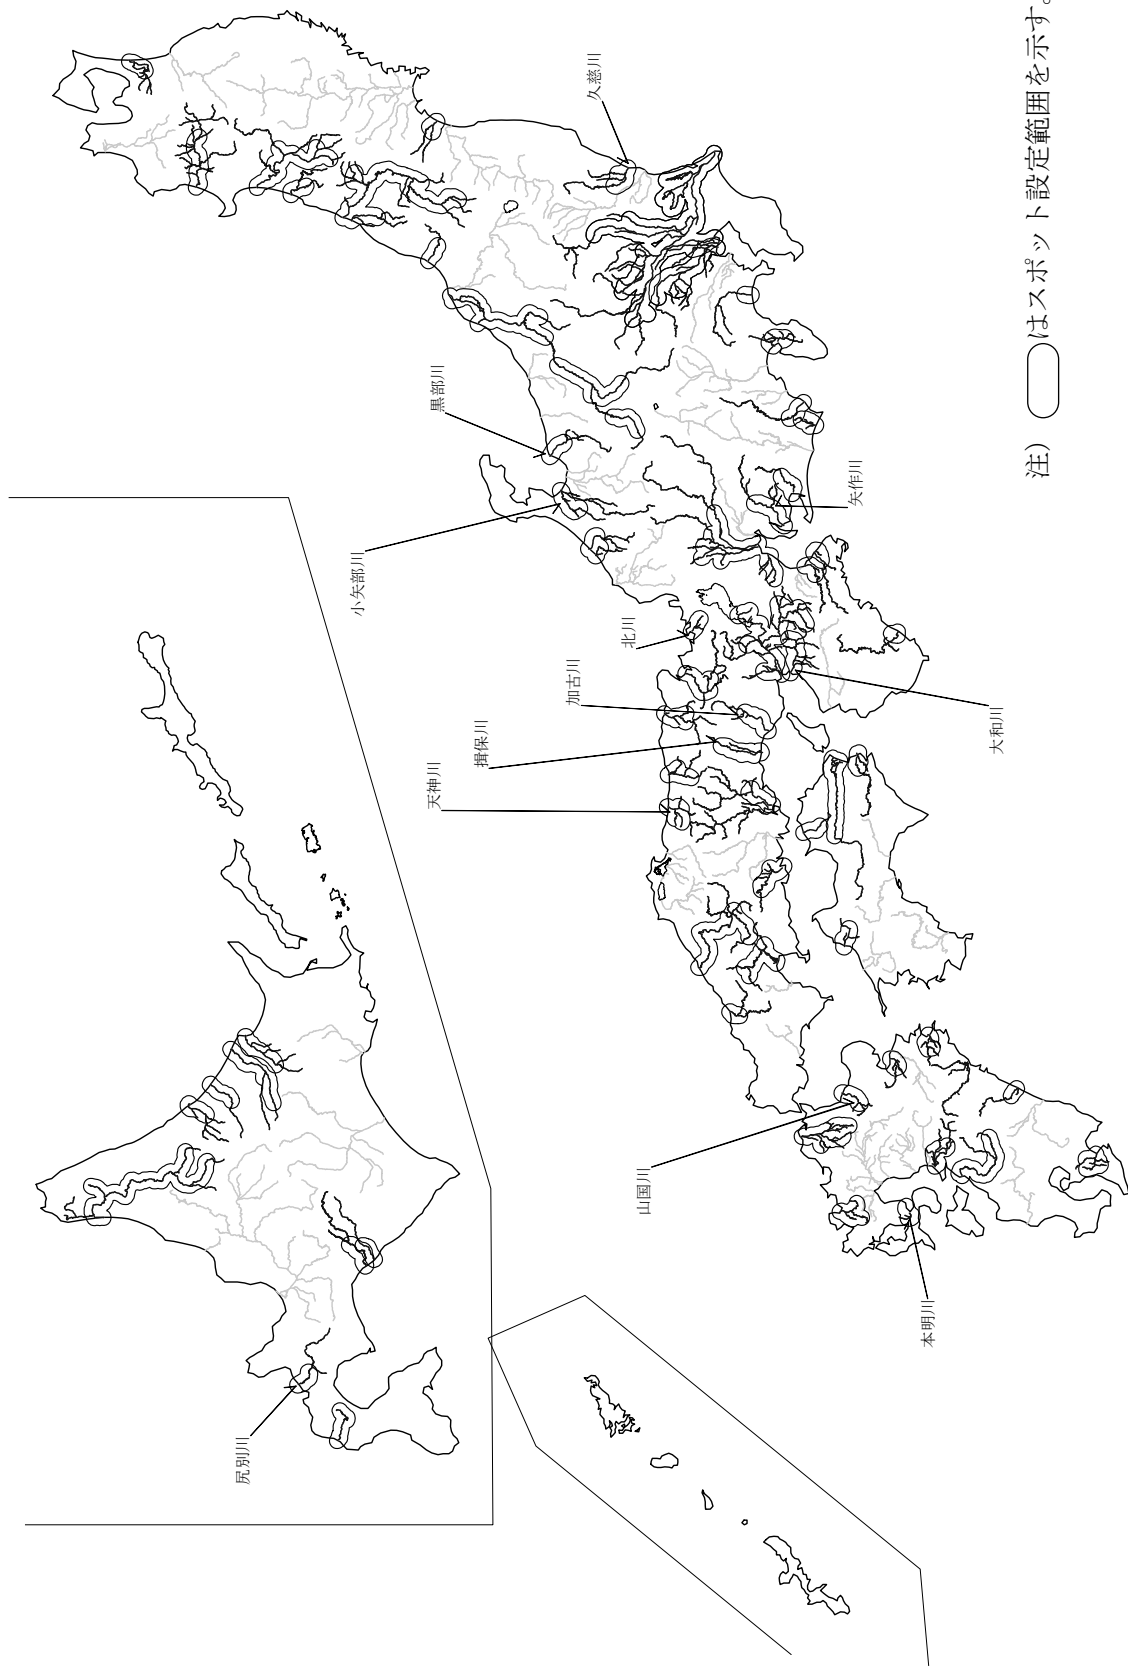 久慈川
黒部川
小矢部川
矢作川
北川
加古川
揖保川
天神川
大和川
山国川
本明川
尻別川
注） はスポット設定範囲を示す。